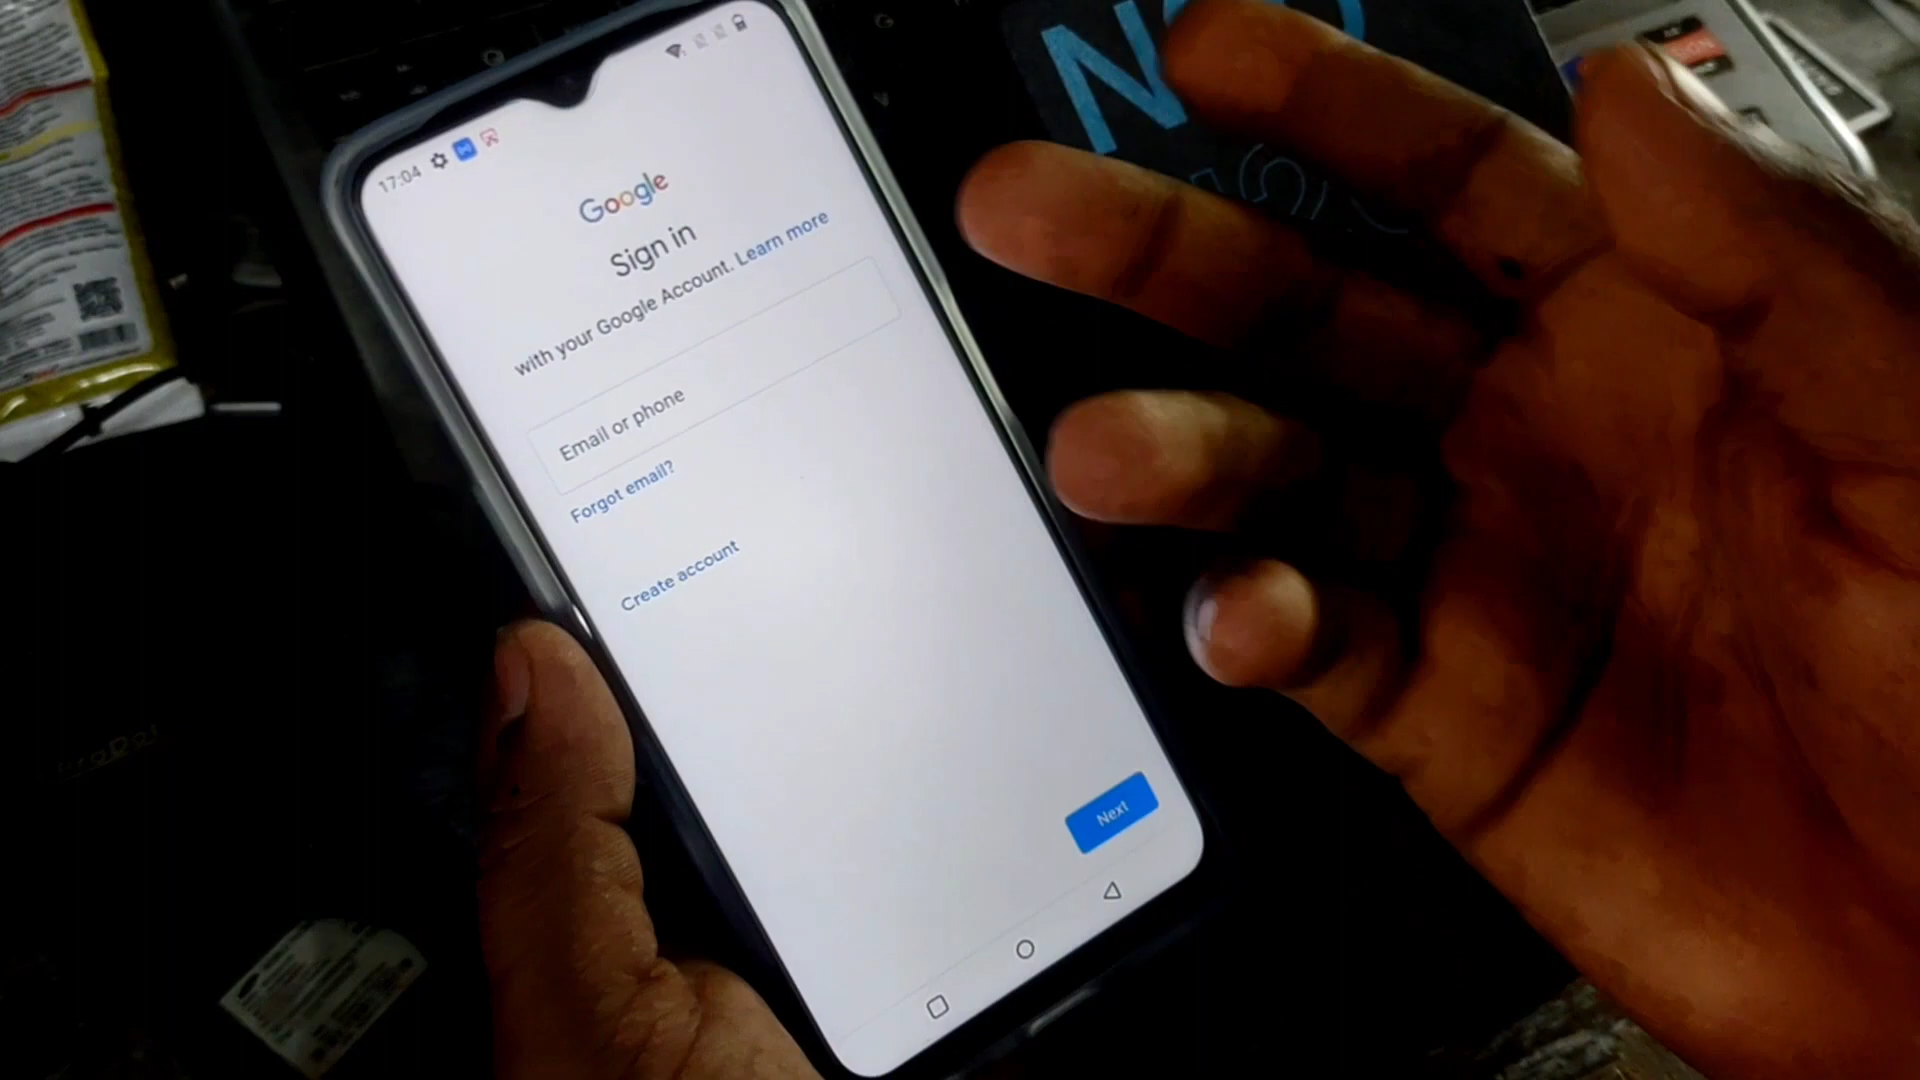 17:04
Google
Sign in
with your Google Account. Learn more
Email or phone
Forgot email?
Create account
Next